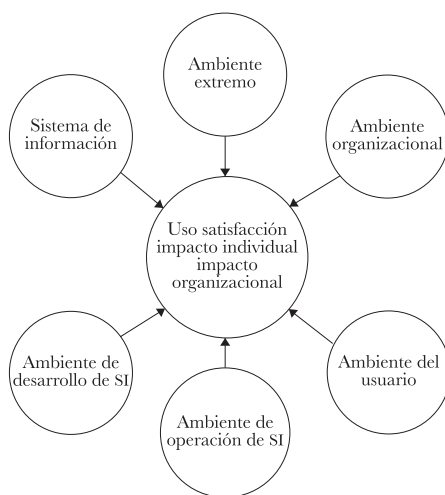 Ambiente
extremo
Sistema de
información
Ambiente
organizacional
Uso satisfacción
impacto individual
impacto
organizacional
Ambiente de
desarrollo de SI
Ambiente del
usuario
Ambiente de
operación de SI